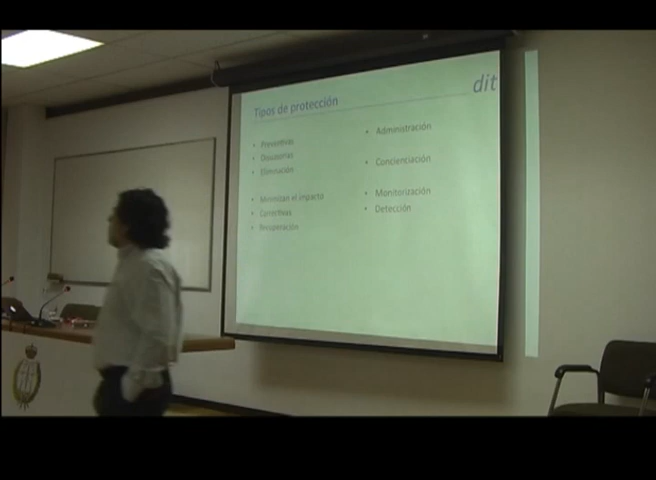 dit
Tipos de protección
Preventivas
Disuasorias
Eliminación
Minimizan el impacto
Correctivas
Recuperación
Administración
Concienciación
Monitorización
Detección